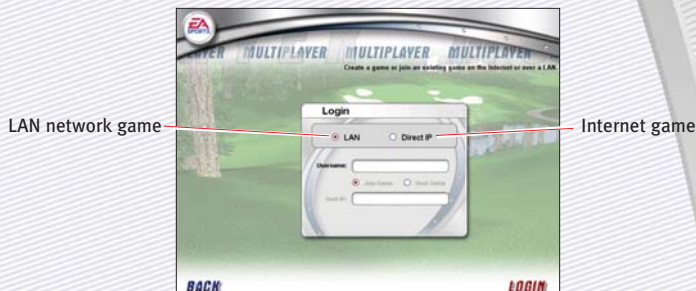 EA
SPORTS
MULTIPLAYER MULTIPLAYER MULTIPLAYER
Create a game or join an existing game on the Internet or over a LAN.
Login
LAN network game
LAN Direct IP
Internet game
Username:
Join Game Host Game
Host IP:
BACK LOGIN